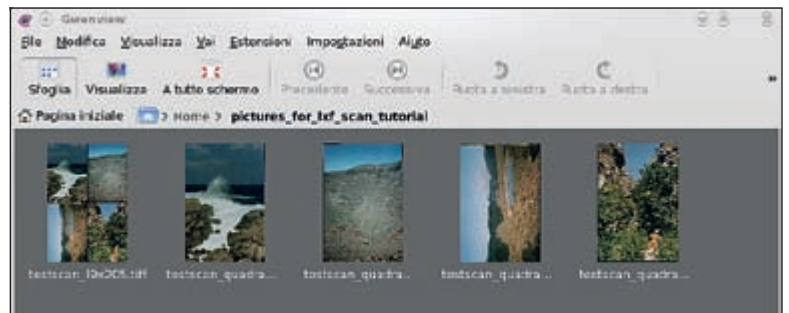 Gwenview
File Modifica Visualizza Vai Estensioni Impostazioni Aiuto
Sfoglia Visualizza A tutto schermo Precedente Successiva Ruota a sinistra Ruota a destra »
Pagina iniziale > Home > pictures_for_lxf_scan_tutorial
testscan_quadra... testscan_quadra... testscan_quadra... testscan_quadra...